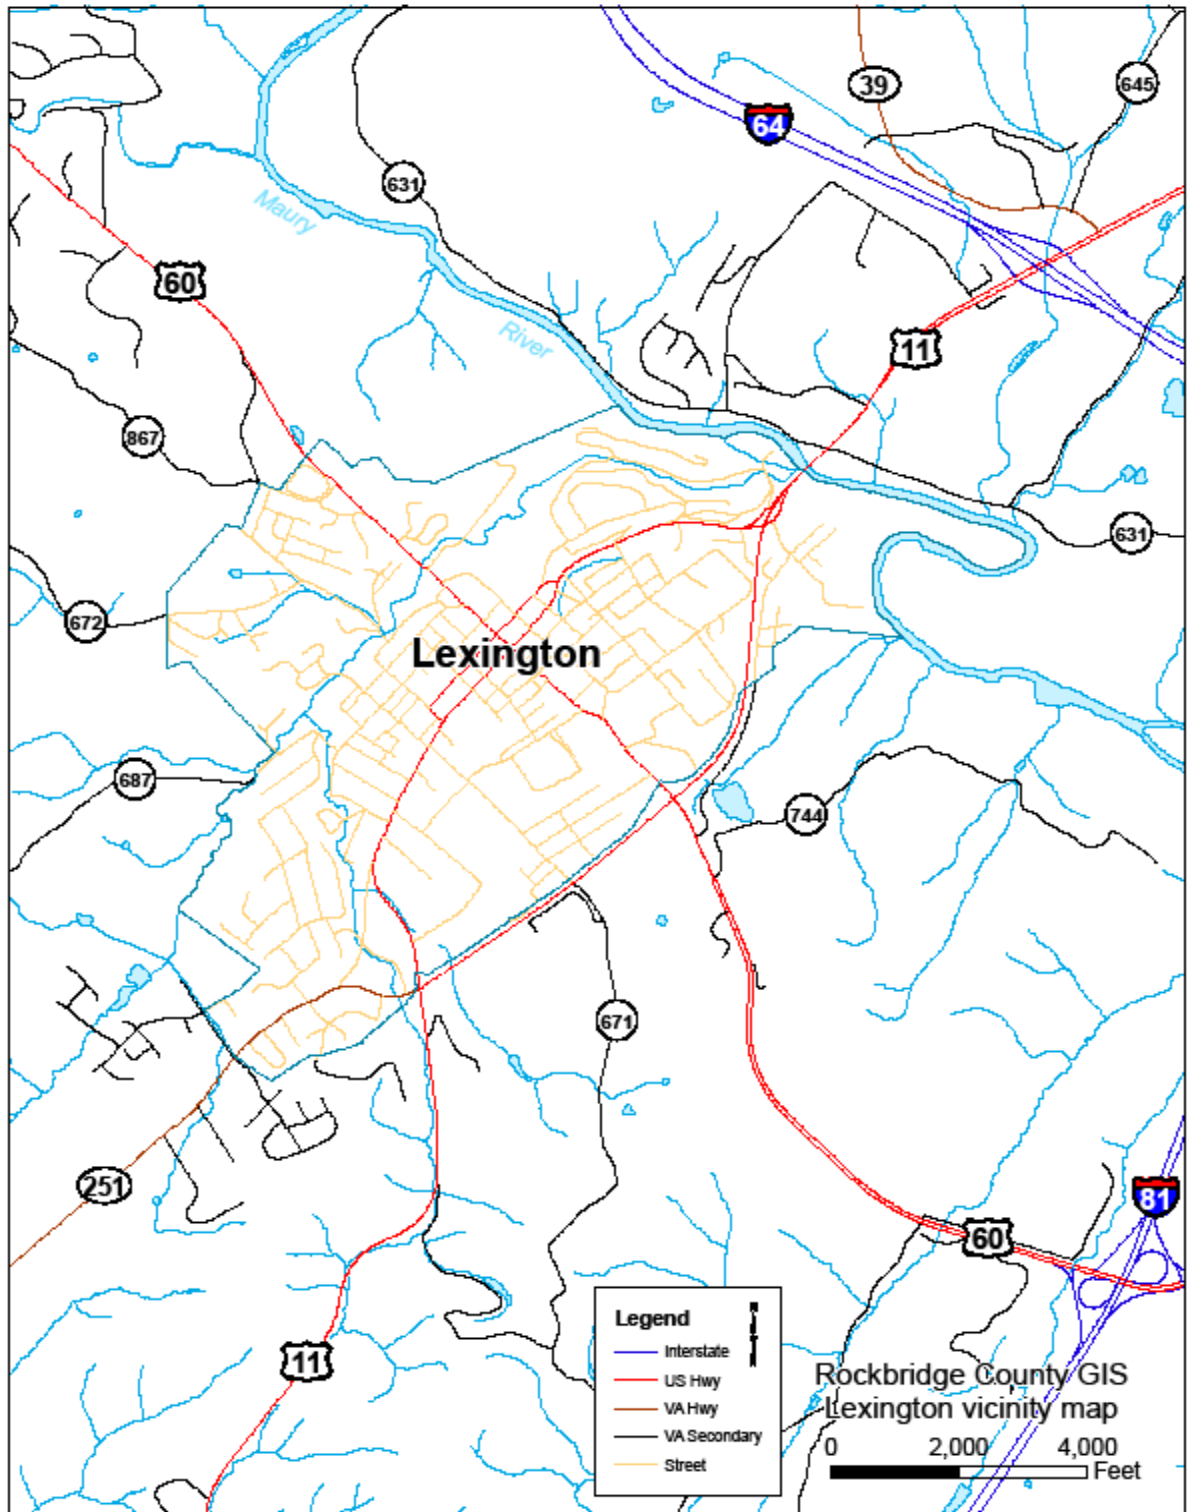 39
645
64
631
Maury
60
River
11
867
631
672
Lexington
687
744
671
251
81
60
11
Legend
Interstate
US Hwy
VA Hwy
VA Secondary
Street
Rockbridge County GIS
Lexington vicinity map
0 2,000 4,000
Feet